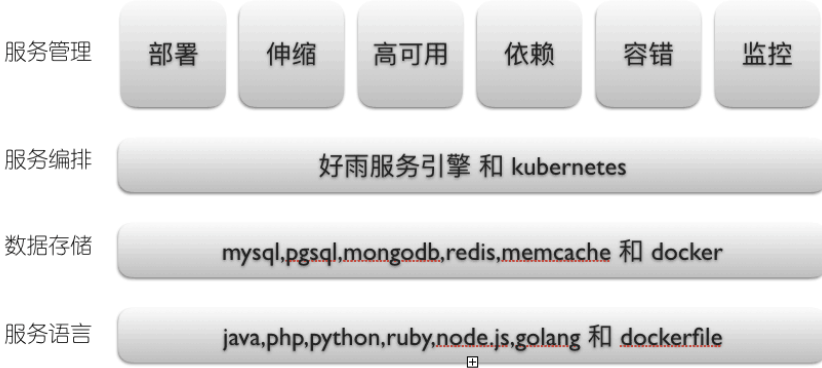 服务管理 部署 伸缩 高可用 依赖 容错 监控
服务编排 好雨服务引擎 和 kubernetes
数据存储 mysql,pgsql,mongodb,redis,memcache 和 docker
服务语言 java,php,python,ruby,node.js,golang 和 dockerfile